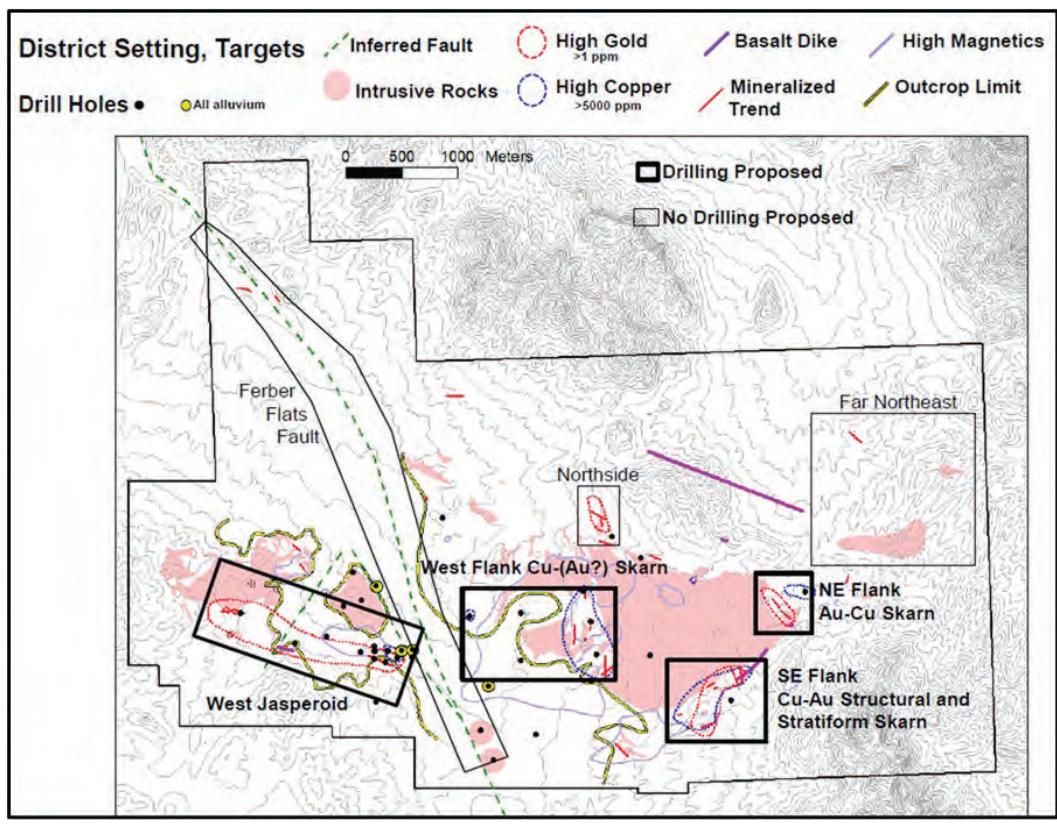 District Setting, Targets
Inferred Fault
High Gold
>1 ppm
Basalt Dike
High Magnetics
Drill Holes
All alluvium
Intrusive Rocks
High Copper
>5000 ppm
Mineralized
Trend
Outcrop Limit
0 500 1000 Meters
Drilling Proposed
No Drilling Proposed
Ferber
Flats
Fault
Far Northeast
Northside
West Flank Cu-(Au?) Skarn
NE Flank
Au-Cu Skarn
SE Flank
Cu-Au Structural and
Stratiform Skarn
West Jasperoid